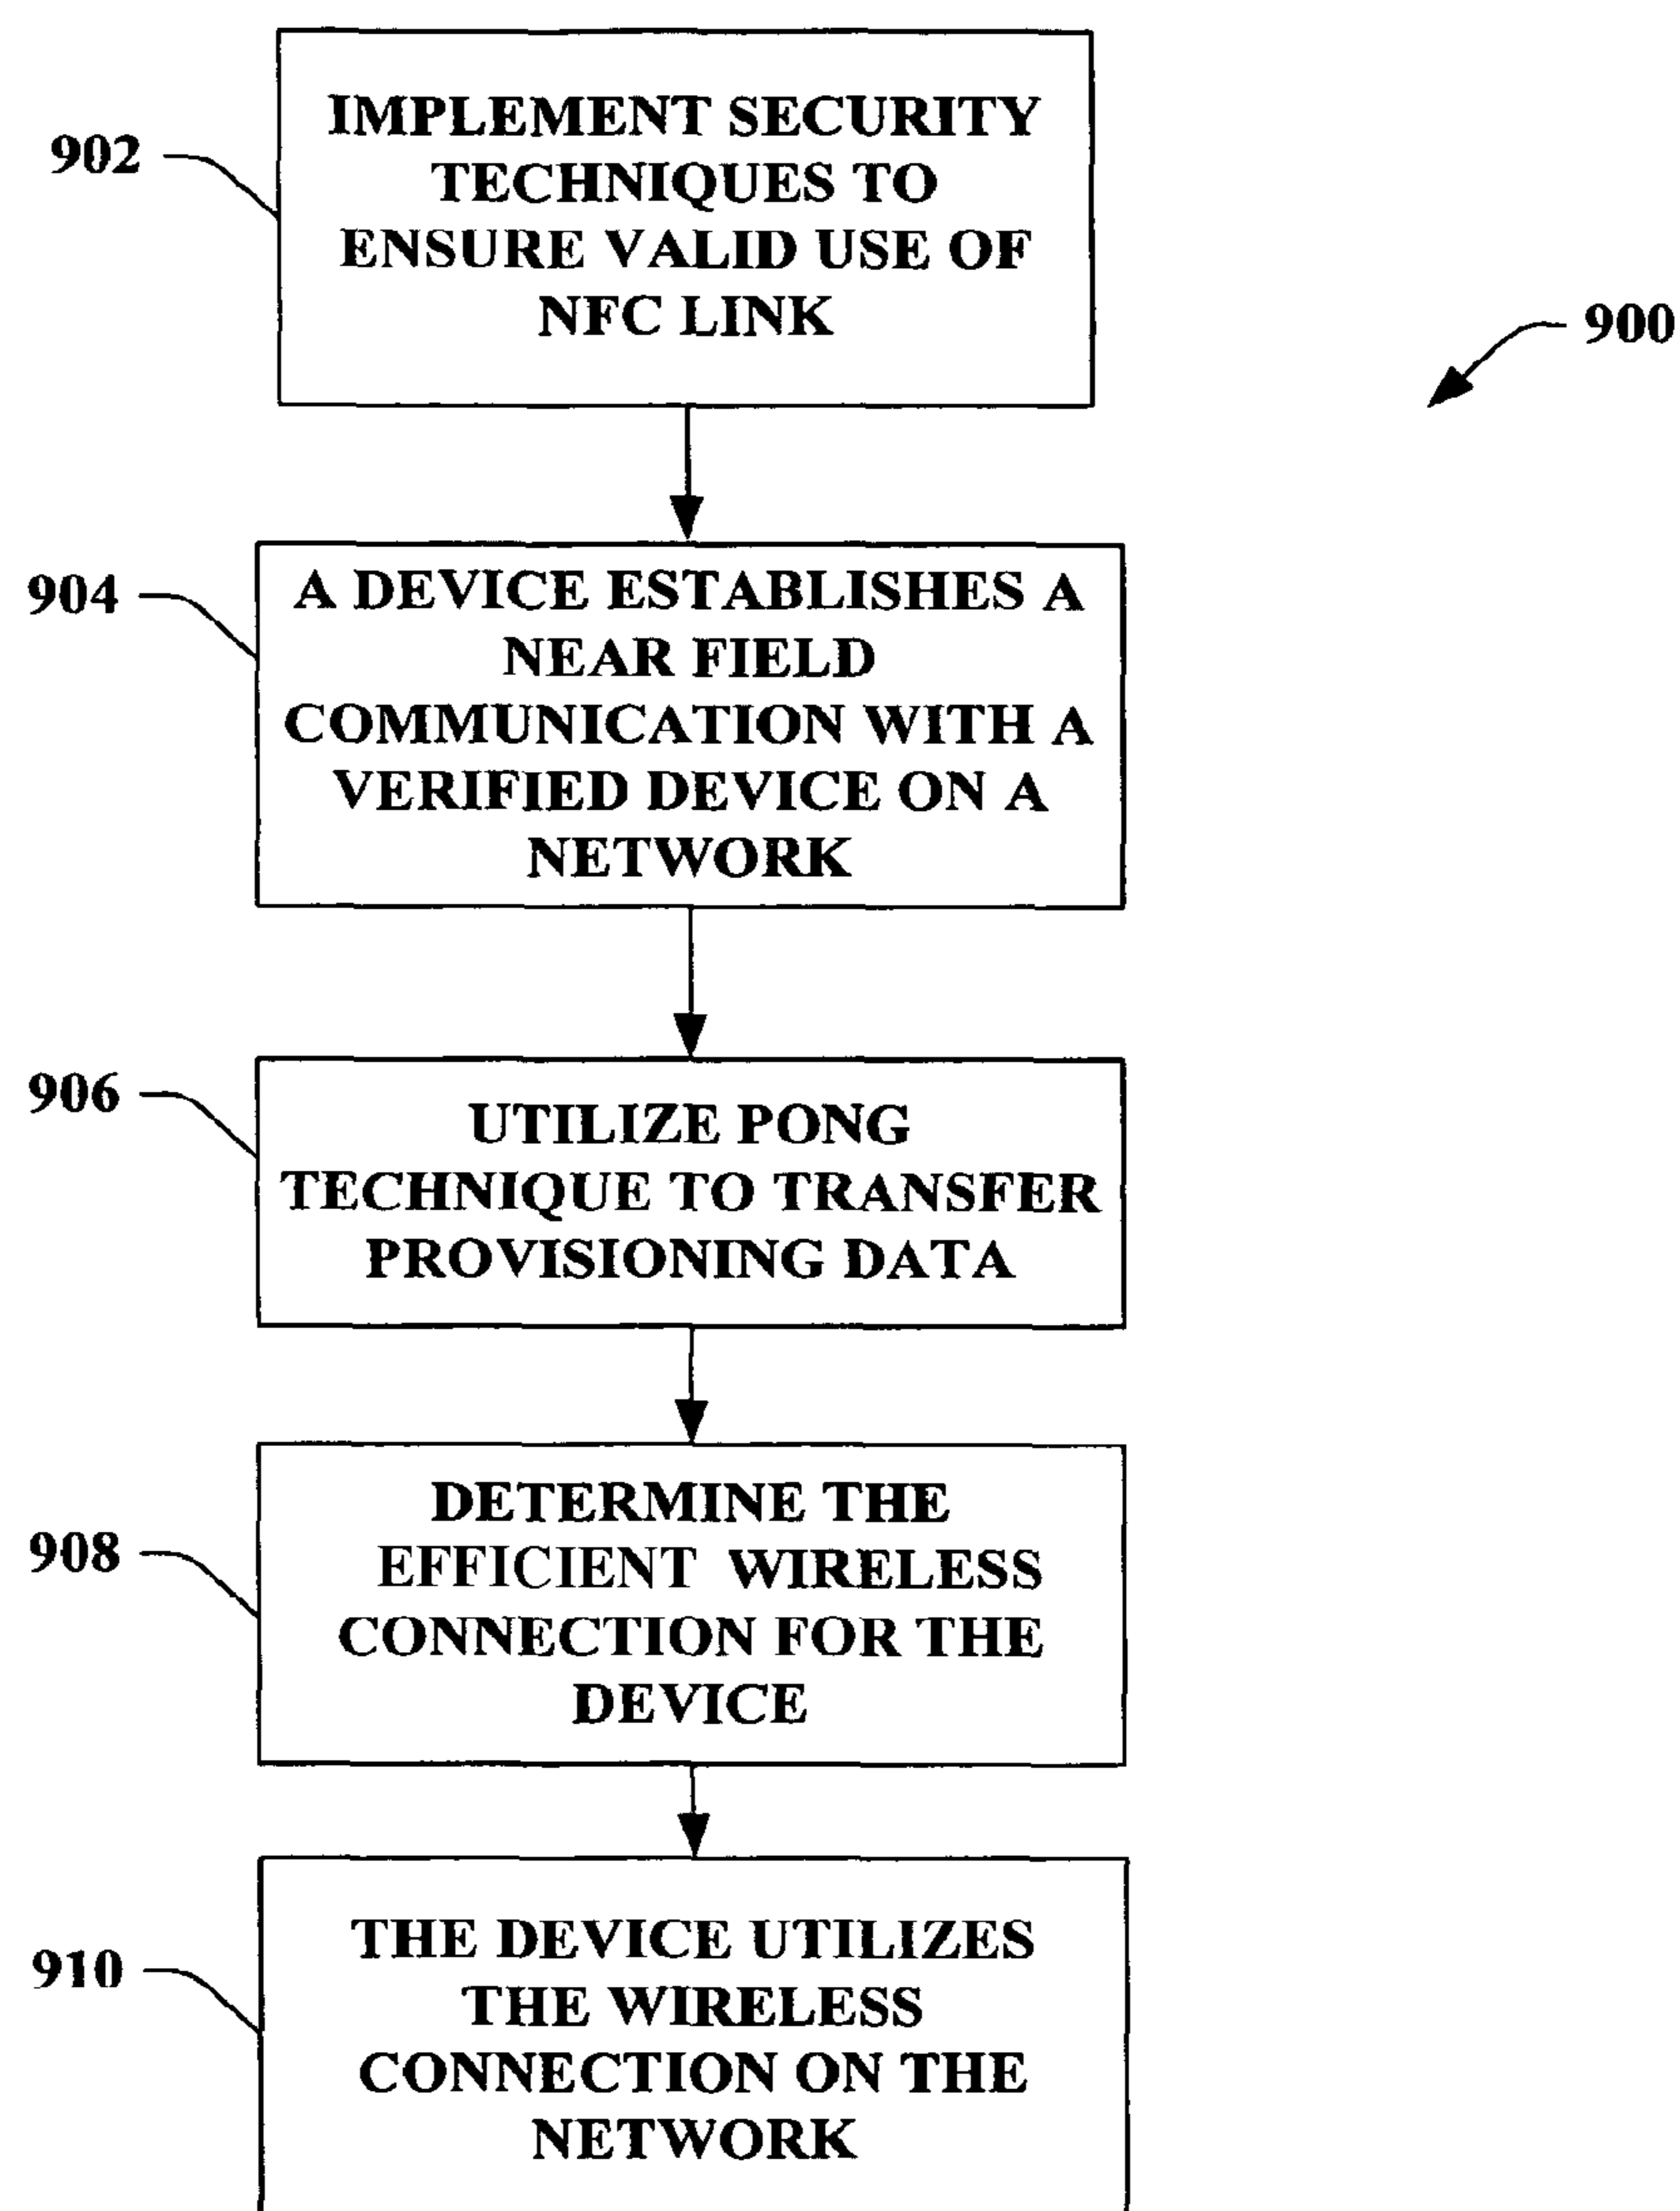 902
IMPLEMENT SECURITY
TECHNIQUES TO
ENSURE VALID USE OF
NFC LINK
900
904
A DEVICE ESTABLISHES A
NEAR FIELD
COMMUNICATION WITH A
VERIFIED DEVICE ON A
NETWORK
906
UTILIZE PONG
TECHNIQUE TO TRANSFER
PROVISIONING DATA
908
DETERMINE THE
EFFICIENT WIRELESS
CONNECTION FOR THE
DEVICE
910
THE DEVICE UTILIZES
THE WIRELESS
CONNECTION ON THE
NETWORK